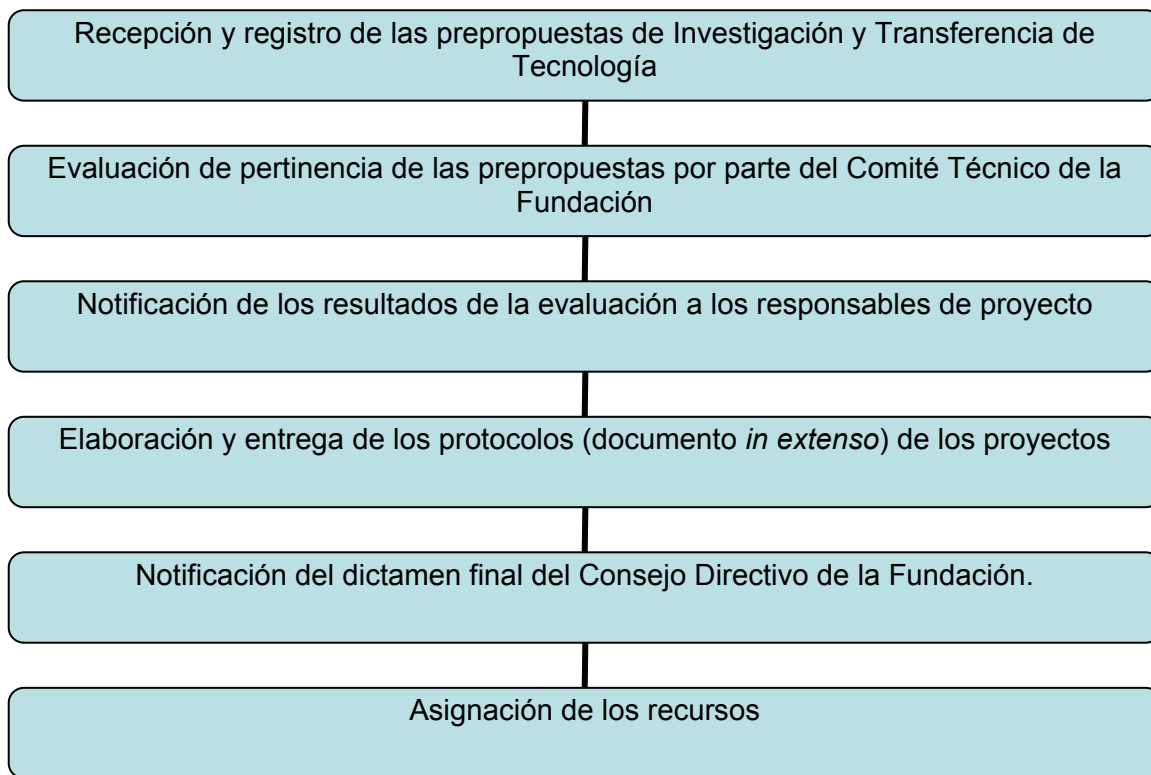 Recepción y registro de las prepropuestas de Investigación y Transferencia de
Tecnología
Evaluación de pertinencia de las prepropuestas por parte del Comité Técnico de la
Fundación
Notificación de los resultados de la evaluación a los responsables de proyecto
Elaboración y entrega de los protocolos (documento in extenso) de los proyectos
Notificación del dictamen final del Consejo Directivo de la Fundación.
Asignación de los recursos